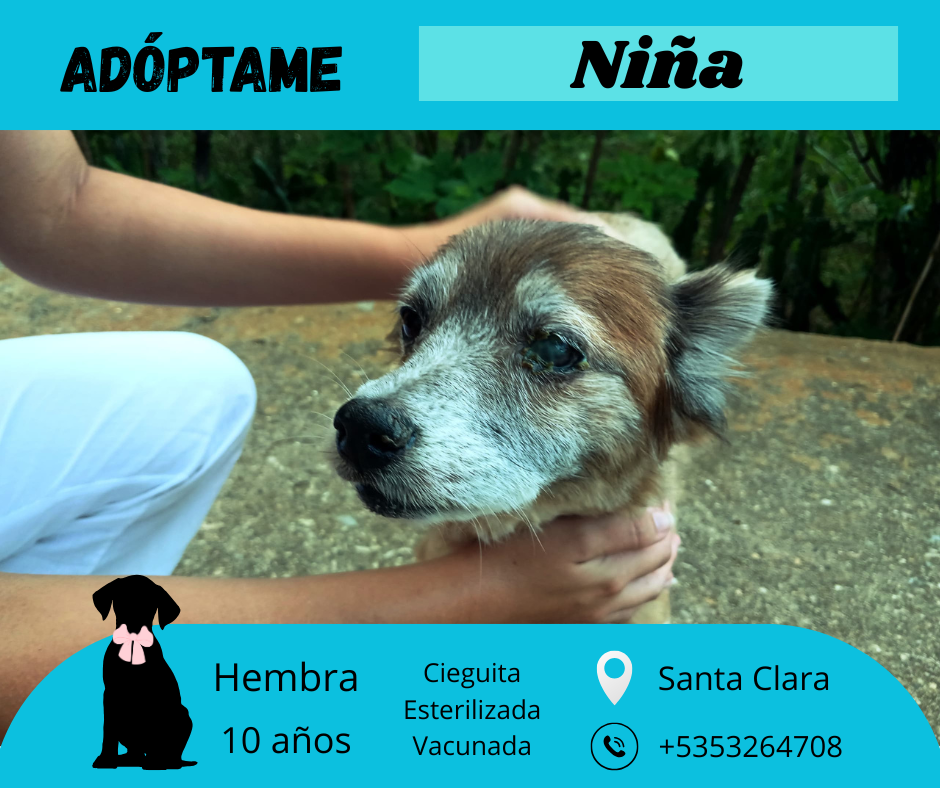 ADÓPTAME
Niña
Hembra
10 años
Cieguita
Esterilizada
Vacunada
Santa Clara
+5353264708